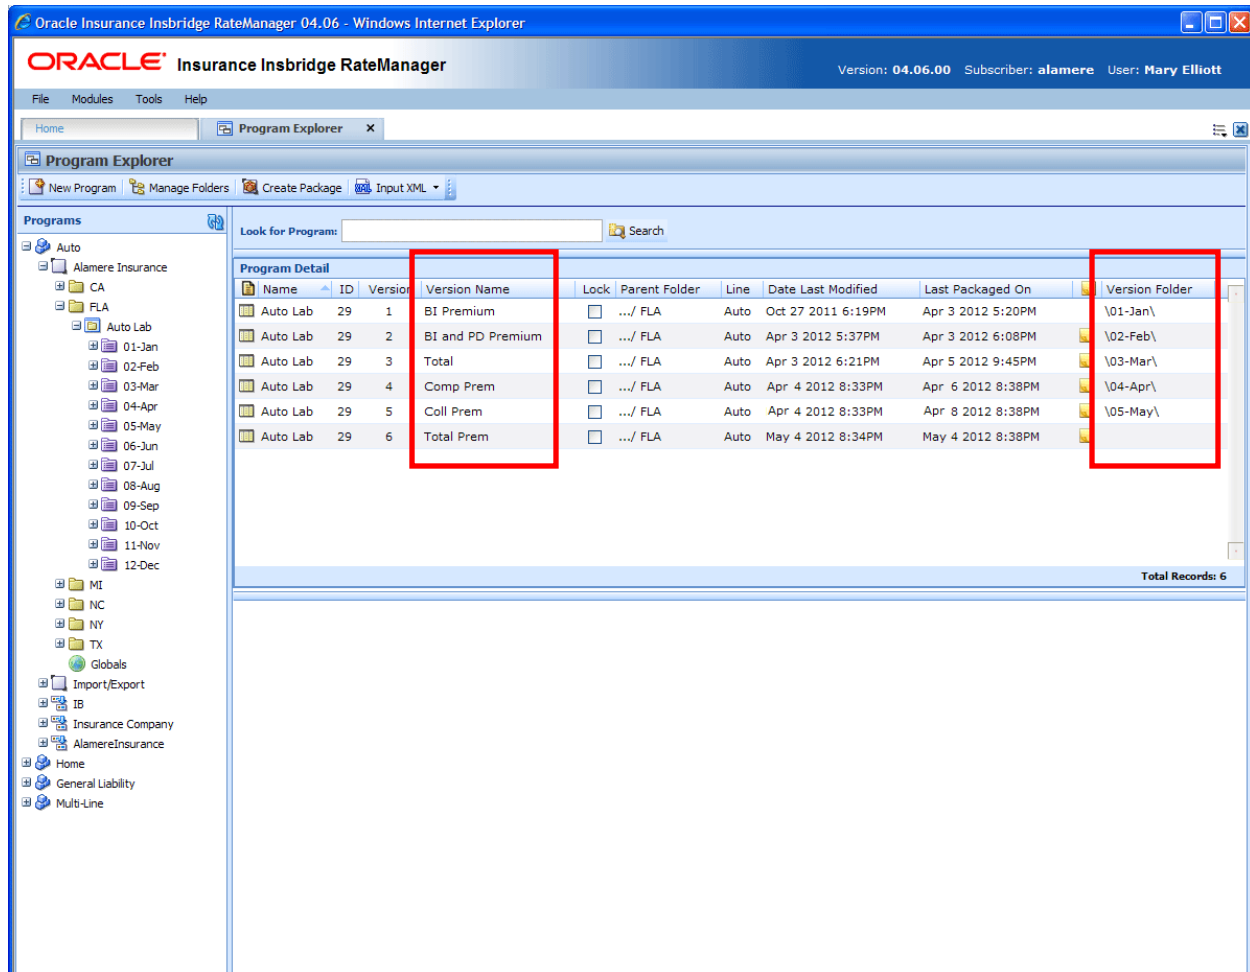 Oracle Insurance Insbridge RateManager 04.06 - Windows Internet Explorer
ORACLE® Insurance Insbridge RateManager
Version: 04.06.00 Subscriber: alamere User: Mary Elliott
File Modules Tools Help
Home Program Explorer x
Program Explorer
New Program Manage Folders Create Package Input XML
Programs
Auto
Alamere Insurance
CA
FLA
Auto Lab
01-Jan
02-Feb
03-Mar
04-Apr
05-May
06-Jun
07-Jul
08-Aug
09-Sep
10-Oct
11-Nov
12-Dec
MI
NC
NY
TX
Globals
Import/Export
IB
Insurance Company
AlamereInsurance
Home
General Liability
Multi-Line
Look for Program: Search
Program Detail
Name ID Version Version Name Lock Parent Folder Line Date Last Modified Last Packaged On Version Folder
Auto Lab 29 1 BI Premium .../ FLA Auto Oct 27 2011 6:19PM Apr 3 2012 5:20PM \01-Jan\
Auto Lab 29 2 BI and PD Premium .../ FLA Auto Apr 3 2012 5:37PM Apr 3 2012 6:08PM \02-Feb\
Auto Lab 29 3 Total .../ FLA Auto Apr 3 2012 6:21PM Apr 5 2012 9:45PM \03-Mar\
Auto Lab 29 4 Comp Prem .../ FLA Auto Apr 4 2012 8:33PM Apr 6 2012 8:38PM \04-Apr\
Auto Lab 29 5 Coll Prem .../ FLA Auto Apr 4 2012 8:33PM Apr 8 2012 8:38PM \05-May\
Auto Lab 29 6 Total Prem .../ FLA Auto May 4 2012 8:34PM May 4 2012 8:38PM
Total Records: 6